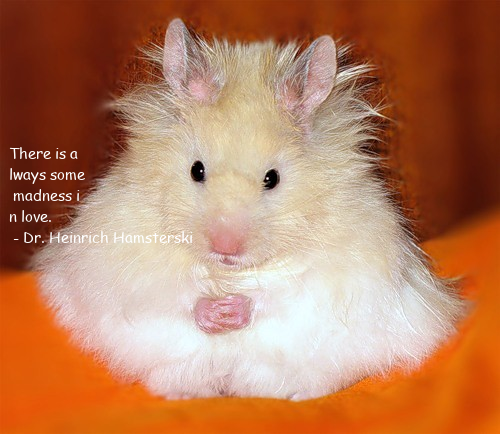 There is a
lways some
madness i
n love.
- Dr. Heinrich Hamsterski